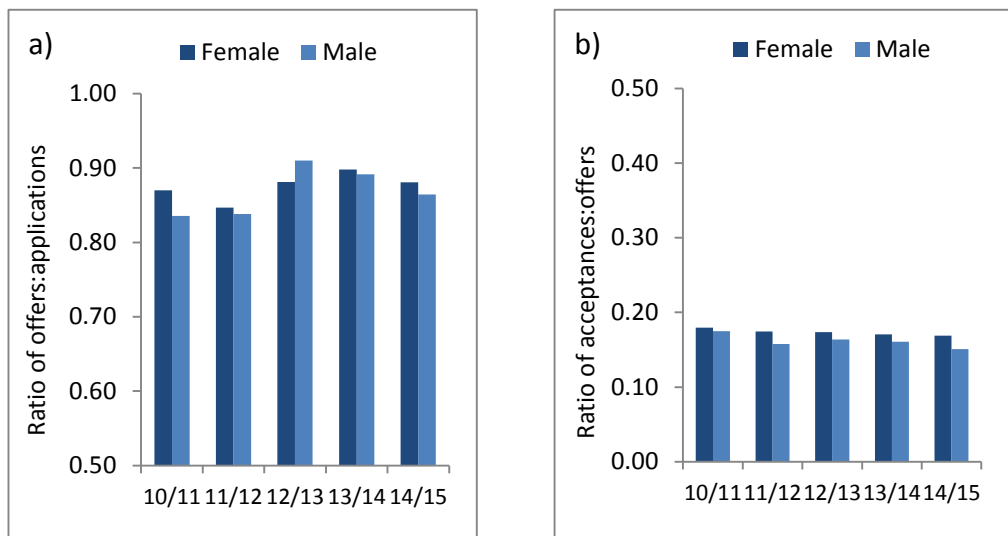 a)
Female Male
Ratio of offers:applications
1.00
0.90
0.80
0.70
0.60
0.50
10/11 11/12 12/13 13/14 14/15
b)
Female Male
Ratio of acceptances:offers
0.50
0.40
0.30
0.20
0.10
0.00
10/11 11/12 12/13 13/14 14/15